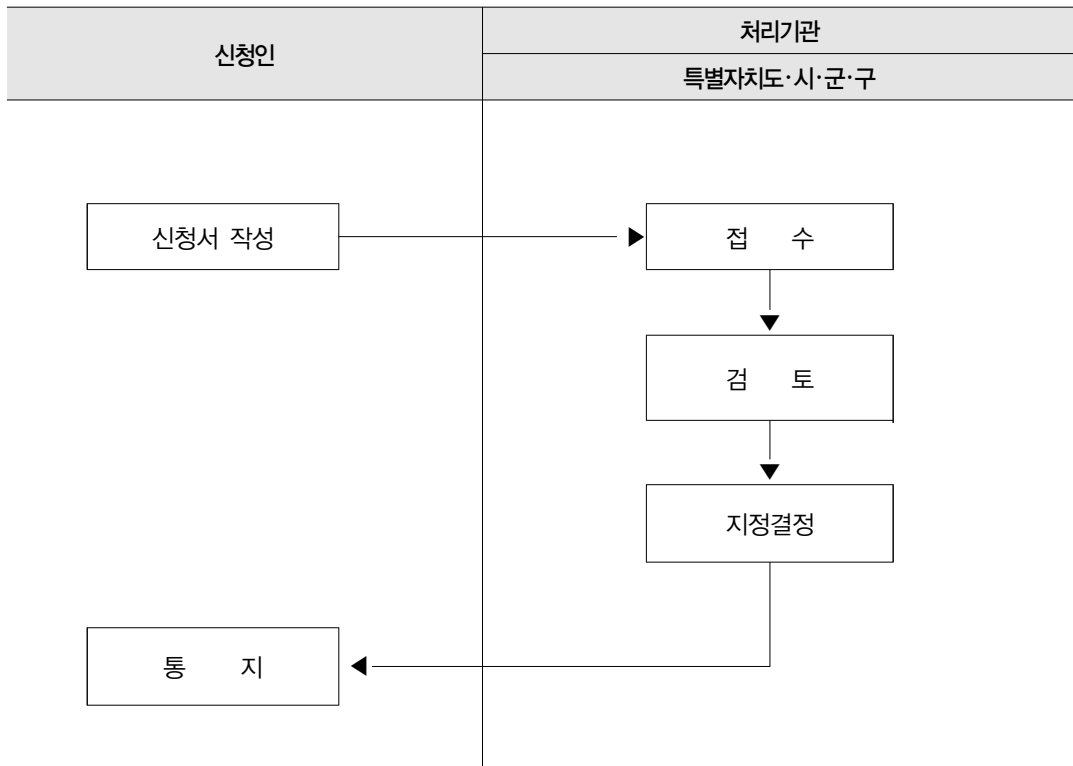 신청인
처리기관
특별자치도·시·군·구
신청서 작성
접 수
검 토
지정결정
통 지